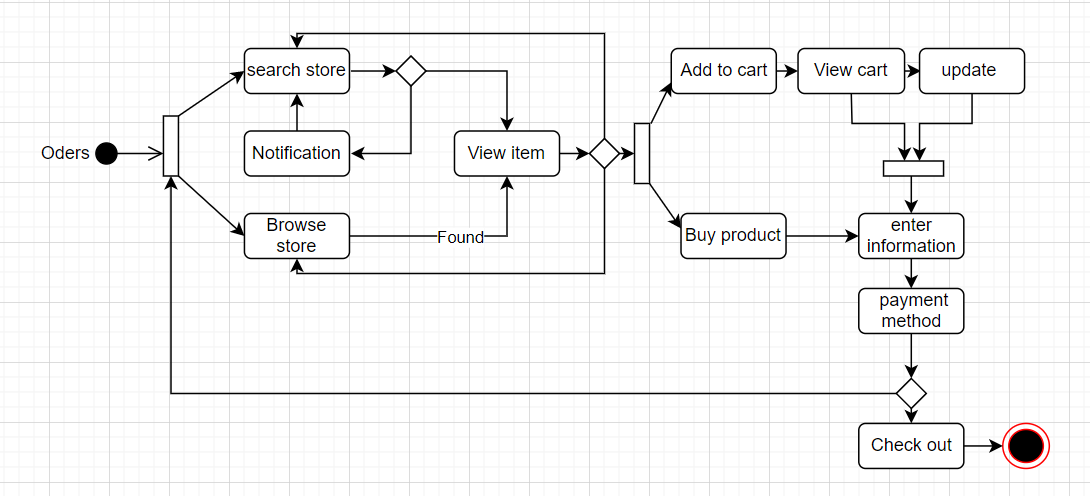 search store
Add to cart
View cart
update
Oders
Notification
View item
Browse
store
Found
Buy product
enter
information
payment
method
Check out